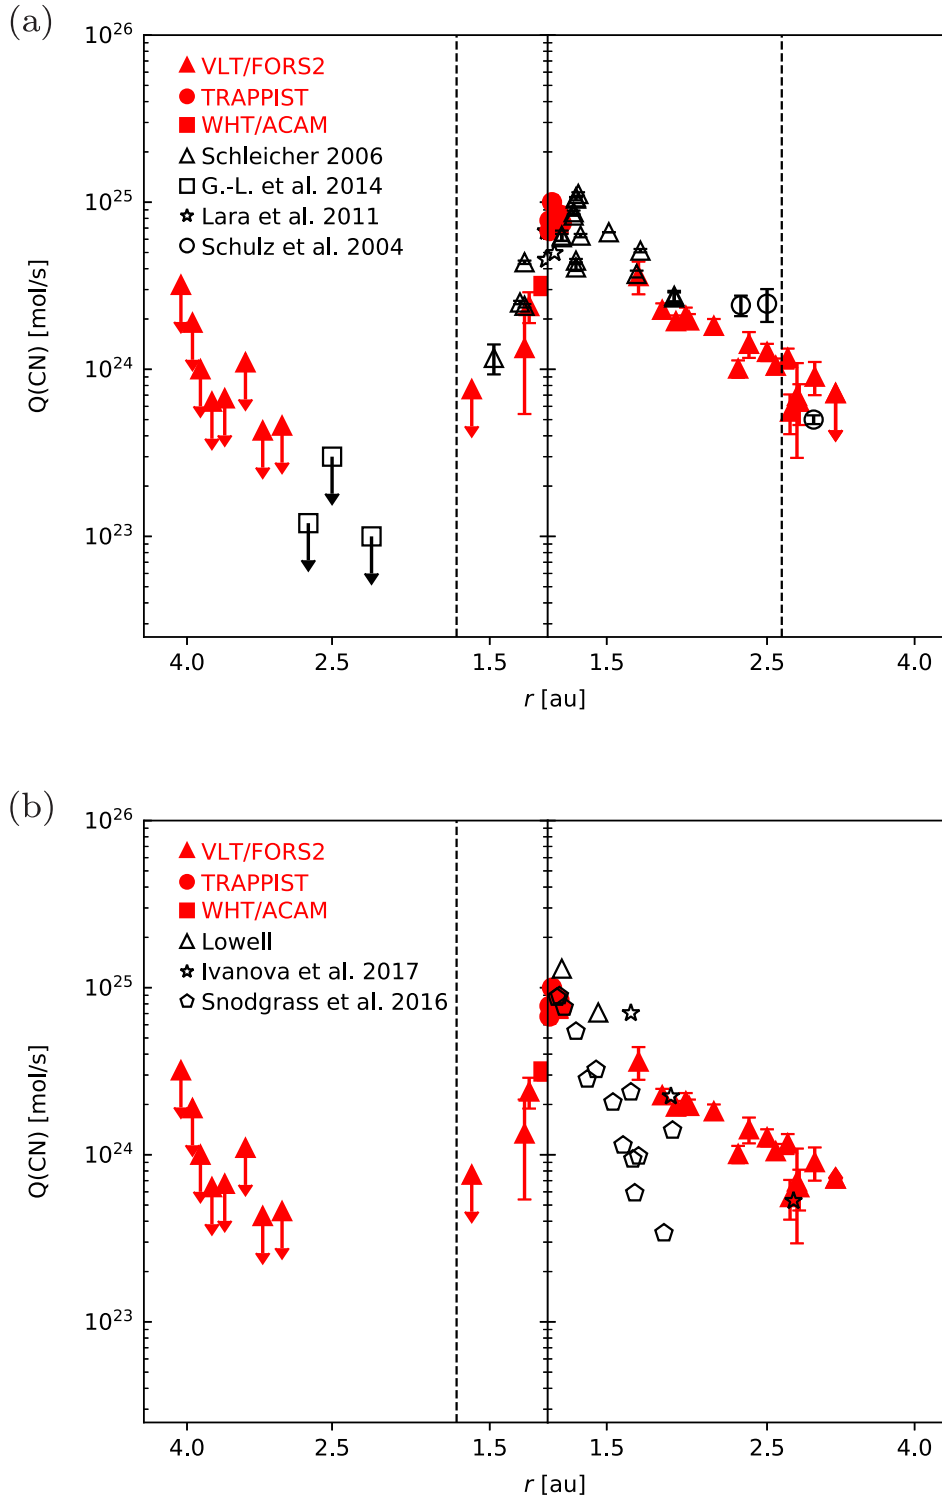 (a)
10^26
VLT/FORS2
TRAPPIST
WHT/ACAM
Schleicher 2006
G.-L. et al. 2014
Lara et al. 2011
Schulz et al. 2004
10^25
10^24
10^23
Q(CN) [mol/s]
4.0 2.5 1.5 1.5 2.5 4.0
r [au]
(b)
10^26
VLT/FORS2
TRAPPIST
WHT/ACAM
Lowell
Ivanova et al. 2017
Snodgrass et al. 2016
10^25
10^24
10^23
Q(CN) [mol/s]
4.0 2.5 1.5 1.5 2.5 4.0
r [au]